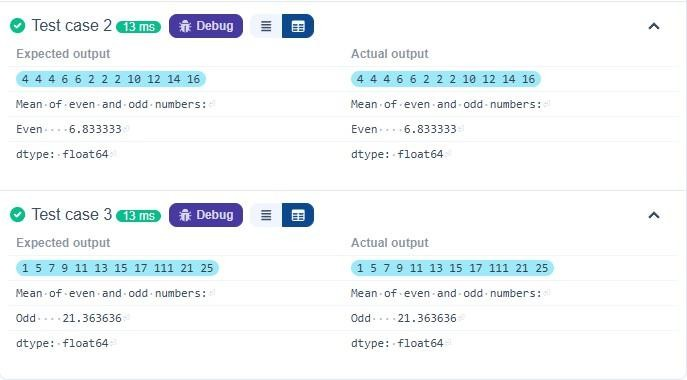 Test case 2 13 ms Debug
Expected output Actual output
4 4 4 6 6 2 2 2 10 12 14 16 4 4 4 6 6 2 2 2 10 12 14 16
Mean·of·even·and·odd·numbers:⏎ Mean·of·even·and·odd·numbers:⏎
Even····6.833333⏎ Even····6.833333⏎
dtype:·float64⏎ dtype:·float64⏎
Test case 3 13 ms Debug
Expected output Actual output
1 5 7 9 11 13 15 17 111 21 25 1 5 7 9 11 13 15 17 111 21 25
Mean·of·even·and·odd·numbers:⏎ Mean·of·even·and·odd·numbers:⏎
Odd····21.363636⏎ Odd····21.363636⏎
dtype:·float64⏎ dtype:·float64⏎